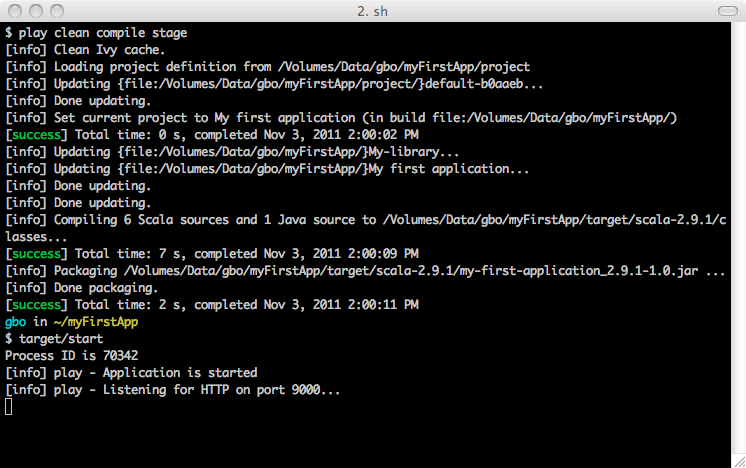 2. sh
$ play clean compile stage
[info] Clean Ivy cache.
[info] Loading project definition from /Volumes/Data/gbo/myFirstApp/project
[info] Updating {file:/Volumes/Data/gbo/myFirstApp/project/}default-b0aaeb...
[info] Done updating.
[info] Set current project to My first application (in build file:/Volumes/Data/gbo/myFirstApp/)
[success] Total time: 0 s, completed Nov 3, 2011 2:00:02 PM
[info] Updating {file:/Volumes/Data/gbo/myFirstApp/}My-library...
[info] Updating {file:/Volumes/Data/gbo/myFirstApp/}My first application...
[info] Done updating.
[info] Done updating.
[info] Compiling 6 Scala sources and 1 Java source to /Volumes/Data/gbo/myFirstApp/target/scala-2.9.1/c
lasses...
[success] Total time: 7 s, completed Nov 3, 2011 2:00:09 PM
[info] Packaging /Volumes/Data/gbo/myFirstApp/target/scala-2.9.1/my-first-application_2.9.1-1.0.jar ...
[info] Done packaging.
[success] Total time: 2 s, completed Nov 3, 2011 2:00:11 PM
gbo in ~/myFirstApp
$ target/start
Process ID is 70342
[info] play - Application is started
[info] play - Listening for HTTP on port 9000...